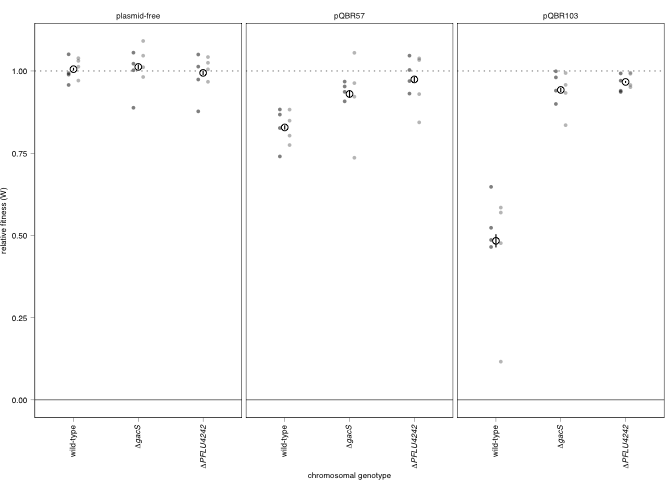 plasmid-free pQBR57 pQBR103
relative fitness (W)
1.00
0.75
0.50
0.25
0.00
wild-type ΔgacS ΔPFLU4242 wild-type ΔgacS ΔPFLU4242 wild-type ΔgacS ΔPFLU4242
chromosomal genotype